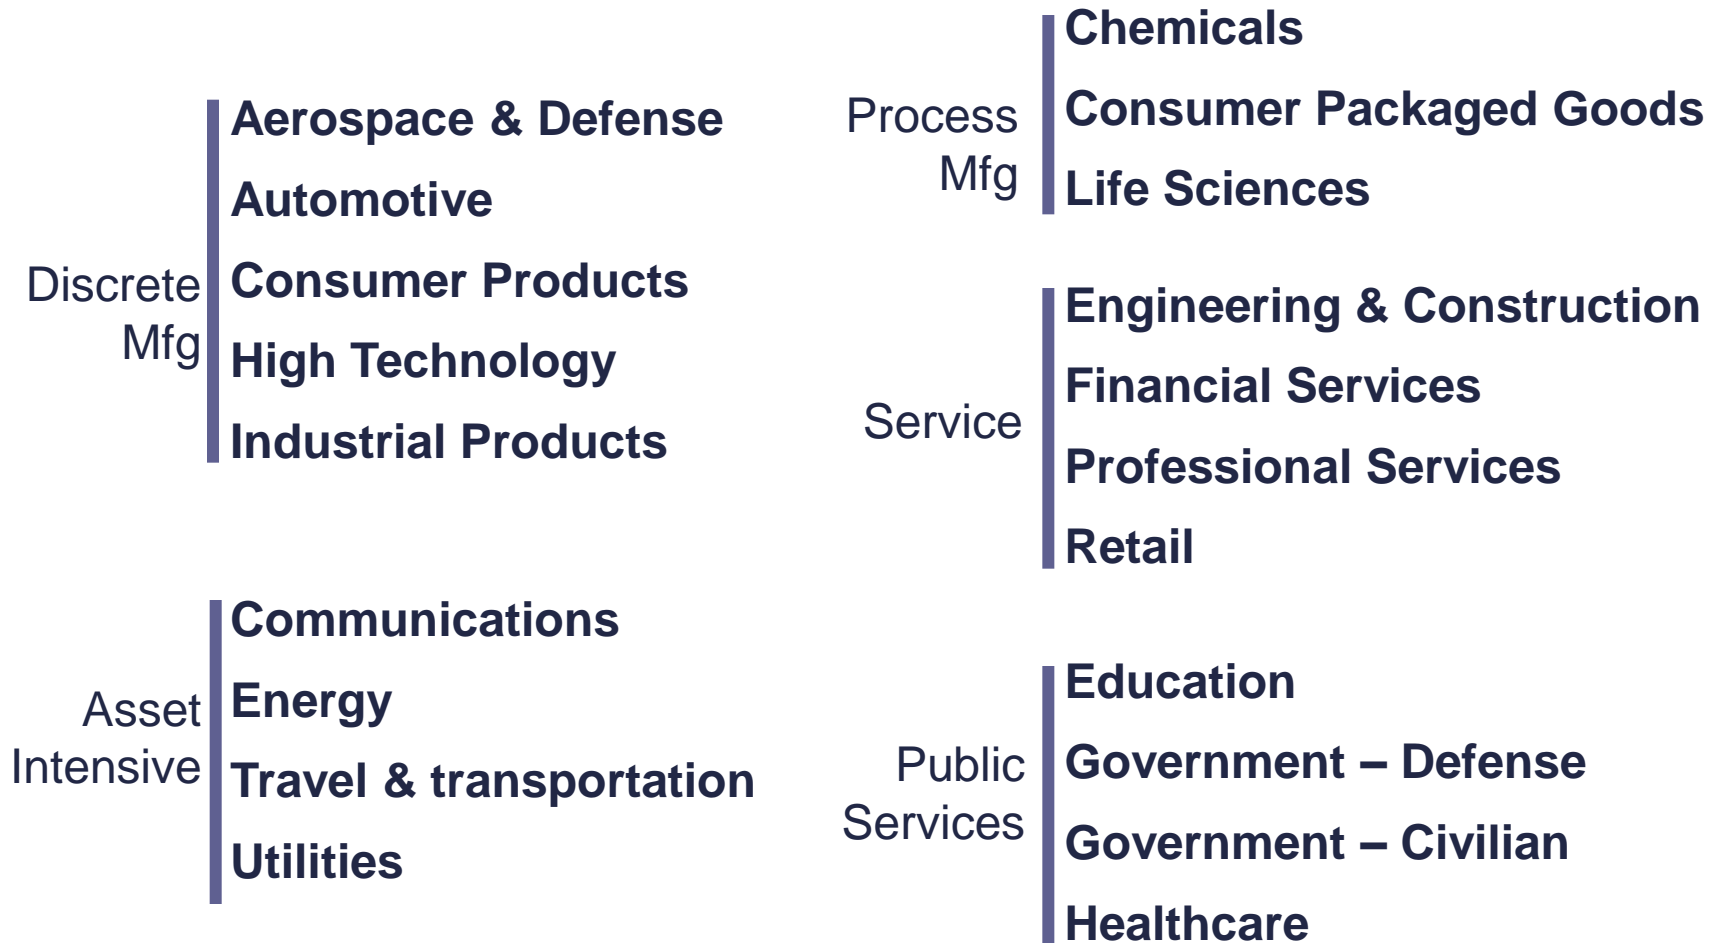 Discrete
Mfg
Aerospace & Defense
Automotive
Consumer Products
High Technology
Industrial Products
Asset
Intensive
Communications
Energy
Travel & transportation
Utilities
Process
Mfg
Chemicals
Consumer Packaged Goods
Life Sciences
Service
Engineering & Construction
Financial Services
Professional Services
Retail
Public
Services
Education
Government – Defense
Government – Civilian
Healthcare